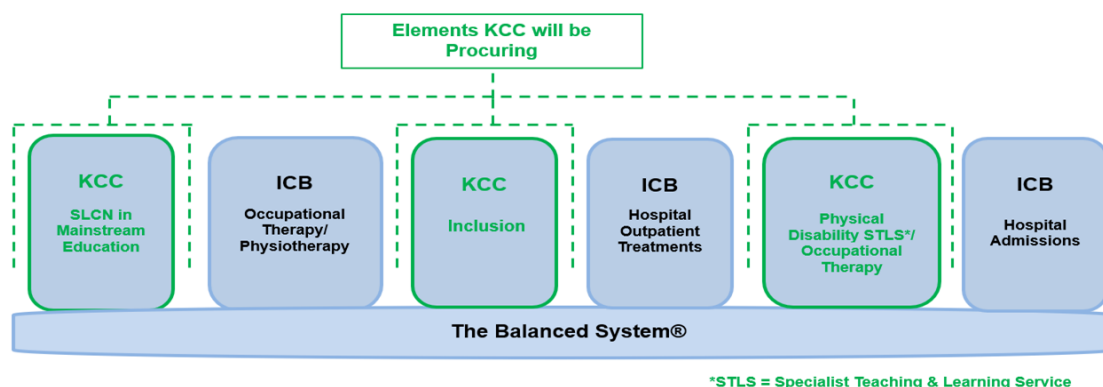 Elements KCC will be
Procuring
KCC
SLCN in
Mainstream
Education
ICB
Occupational
Therapy/
Physiotherapy
KCC
Inclusion
ICB
Hospital
Outpatient
Treatments
KCC
Physical
Disability STLS*/
Occupational
Therapy
ICB
Hospital
Admissions
The Balanced System®
*STLS = Specialist Teaching & Learning Service